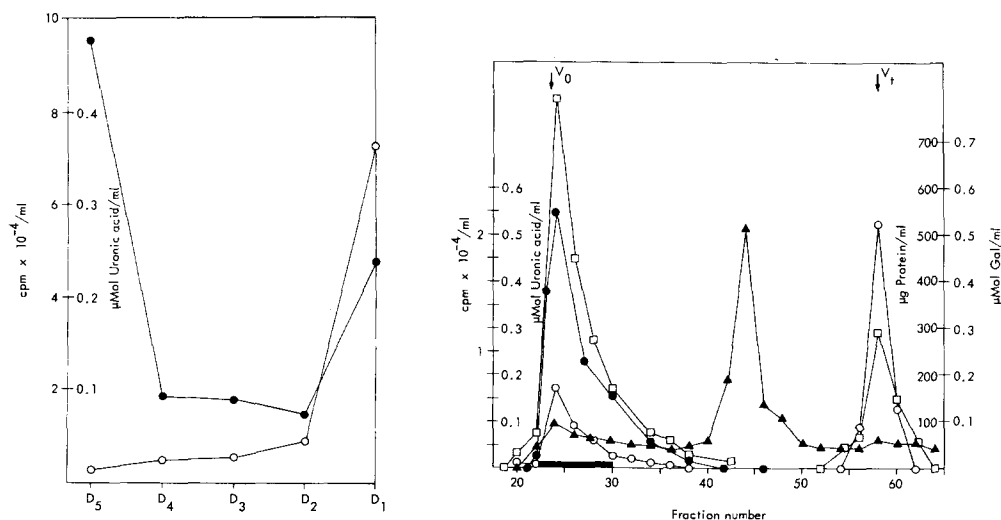 10
8
6
4
2
cpm x 10⁻⁴/ml
0.4
0.3
0.2
0.1
µMol Uronic acid/ml
D₅ D₄ D₃ D₂ D₁
V₀
Vₜ
2
1
cpm x 10⁻⁴/ml
0.6
0.5
0.4
0.3
0.2
0.1
µMol Uronic acid/ml
700
600
500
400
300
200
100
µg Protein/ml
0.7
0.6
0.5
0.4
0.3
0.2
0.1
µMol Gal/ml
20 30 40 50 60
Fraction number